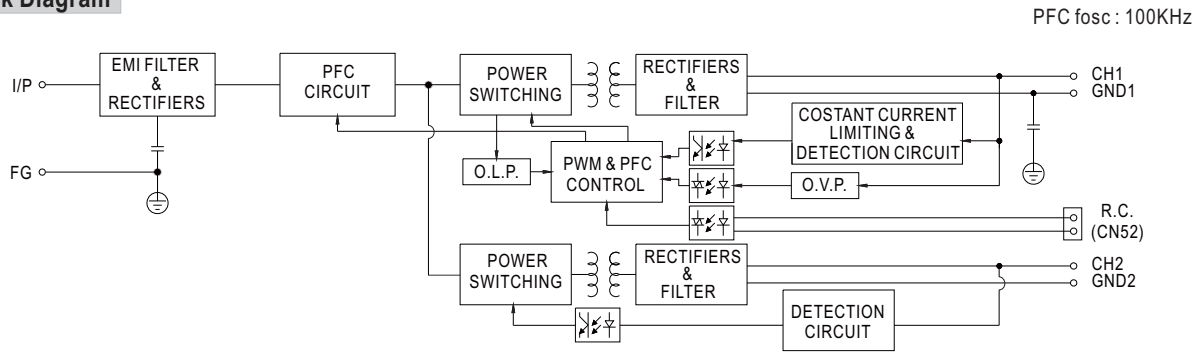 k Diagram
PFC fosc : 100KHz
I/P
EMI FILTER
&
RECTIFIERS
PFC
CIRCUIT
POWER
SWITCHING
RECTIFIERS
&
FILTER
CH1
GND1
COSTANT CURRENT
LIMITING &
DETECTION CIRCUIT
FG
O.L.P.
PWM & PFC
CONTROL
O.V.P.
R.C.
(CN52)
POWER
SWITCHING
RECTIFIERS
&
FILTER
CH2
GND2
DETECTION
CIRCUIT